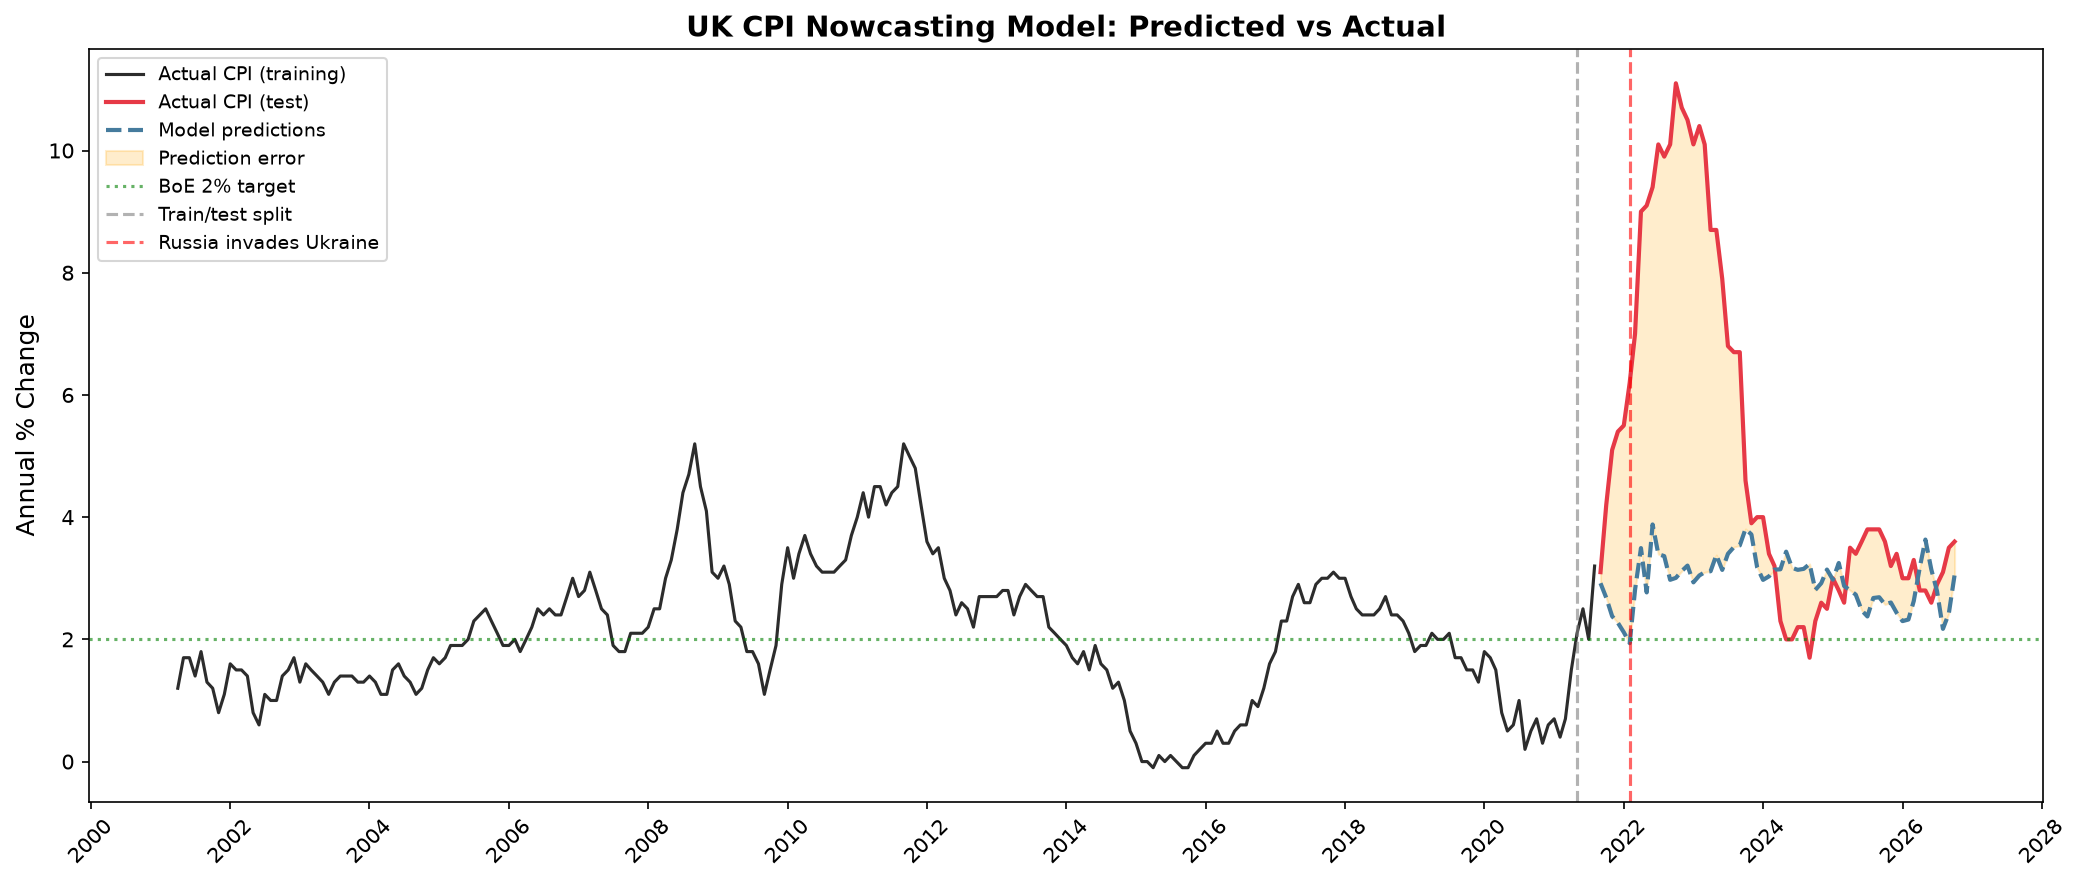 UK CPI Nowcasting Model: Predicted vs Actual
Actual CPI (training)
Actual CPI (test)
Model predictions
Prediction error
BoE 2% target
Train/test split
Russia invades Ukraine
Annual % Change
10
8
6
4
2
0
2000
2002
2004
2006
2008
2010
2012
2014
2016
2018
2020
2022
2024
2026
2028